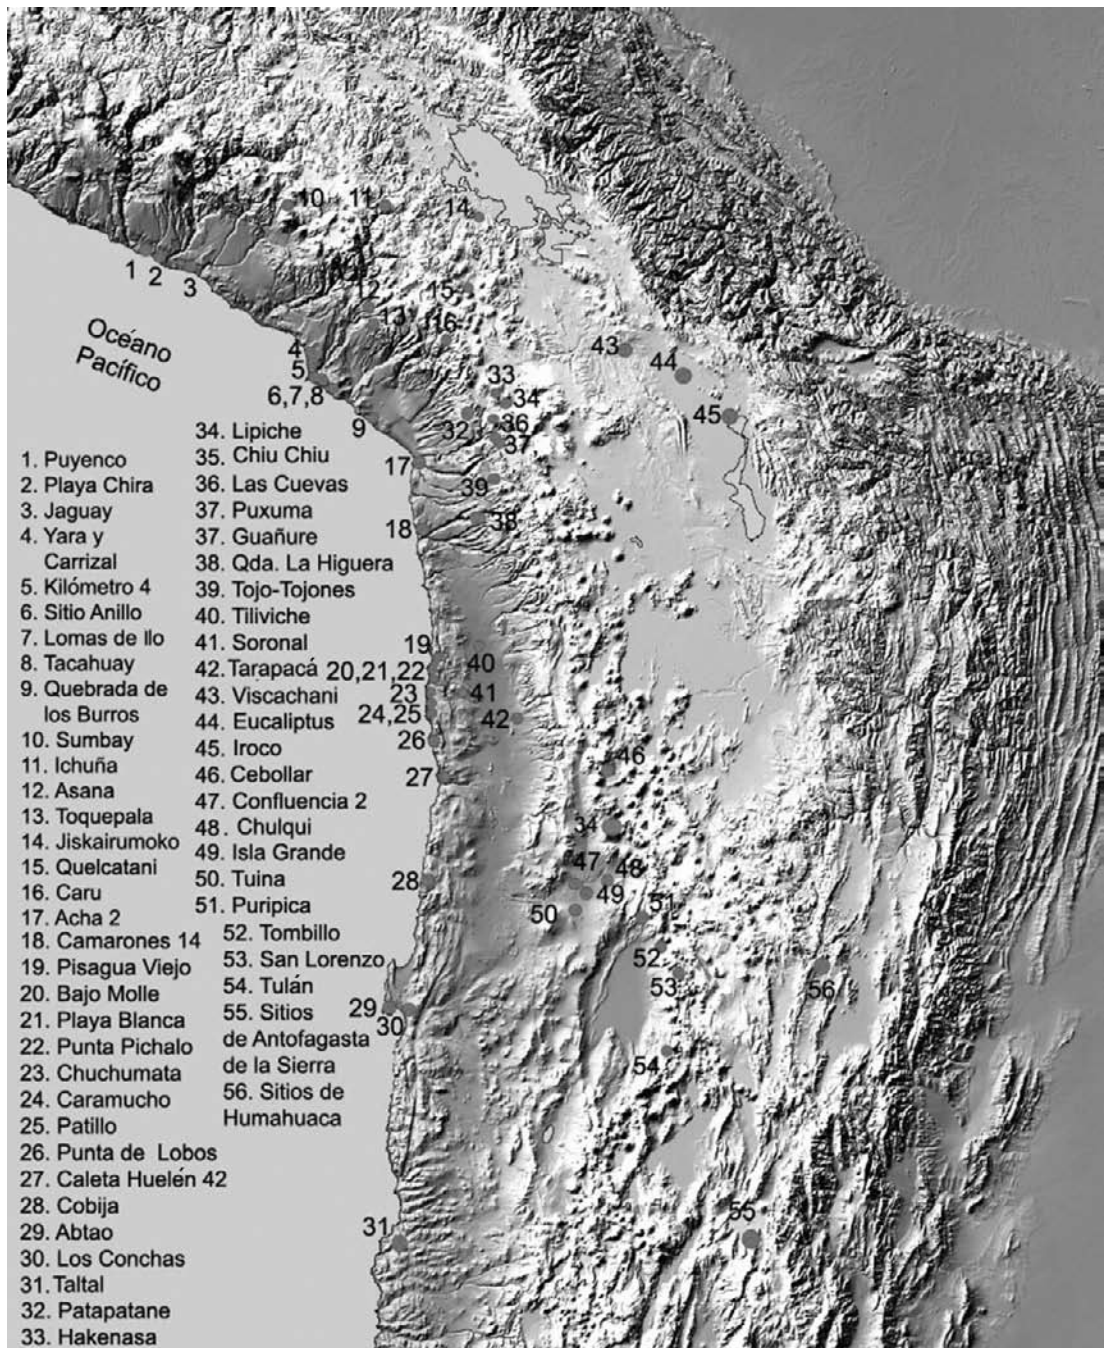 10
11
14
1
2
3
12
15
13
16
Océano
Pacífico
4
5
6,7,8
9
43
44
45
33
34
32
36
37
17
39
18
38
19
40
20,21,22
23
41
24,25
42
26
46
27
34
47
48
28
49
50
51
52
53
56
29
30
54
31
55
1. Puyenco
2. Playa Chira
3. Jaguay
4. Yara y
Carrizal
5. Kilómetro 4
6. Sitio Anillo
7. Lomas de Ilo
8. Tacahuay
9. Quebrada de
los Burros
10. Sumbay
11. Ichuña
12. Asana
13. Toquepala
14. Jiskairumoko
15. Quelcatani
16. Caru
17. Acha 2
18. Camarones 14
19. Pisagua Viejo
20. Bajo Molle
21. Playa Blanca
22. Punta Pichalo
23. Chuchumata
24. Caramucho
25. Patillo
26. Punta de Lobos
27. Caleta Huelén 42
28. Cobija
29. Abtao
30. Los Conchas
31. Taltal
32. Patapatane
33. Hakenasa
34. Lipiche
35. Chiu Chiu
36. Las Cuevas
37. Puxuma
37. Guañure
38. Qda. La Higuera
39. Tojo-Tojones
40. Tiliviche
41. Soronal
42. Tarapacá
43. Viscachani
44. Eucaliptus
45. Iroco
46. Cebollar
47. Confluencia 2
48. Chulqui
49. Isla Grande
50. Tuina
51. Puripica
52. Tombillo
53. San Lorenzo
54. Tulán
55. Sitios
de Antofagasta
de la Sierra
56. Sitios de
Humahuaca